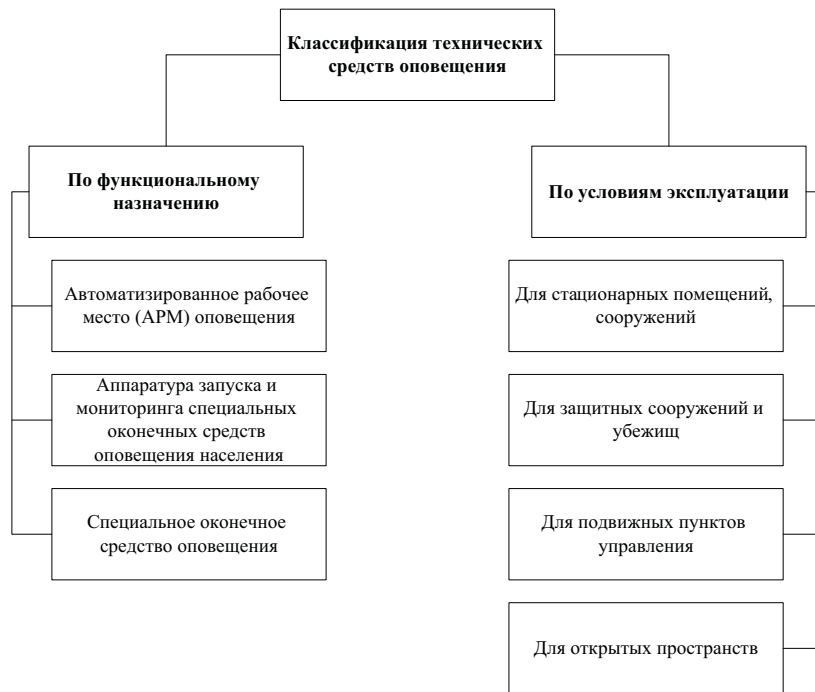 Классификация технических
средств оповещения
По функциональному
назначению
Автоматизированное рабочее
место (АРМ) оповещения
Аппаратура запуска и
мониторинга специальных
оконечных средств
оповещения населения
Специальное оконечное
средство оповещения
По условиям эксплуатации
Для стационарных помещений,
сооружений
Для защитных сооружений и
убежищ
Для подвижных пунктов
управления
Для открытых пространств